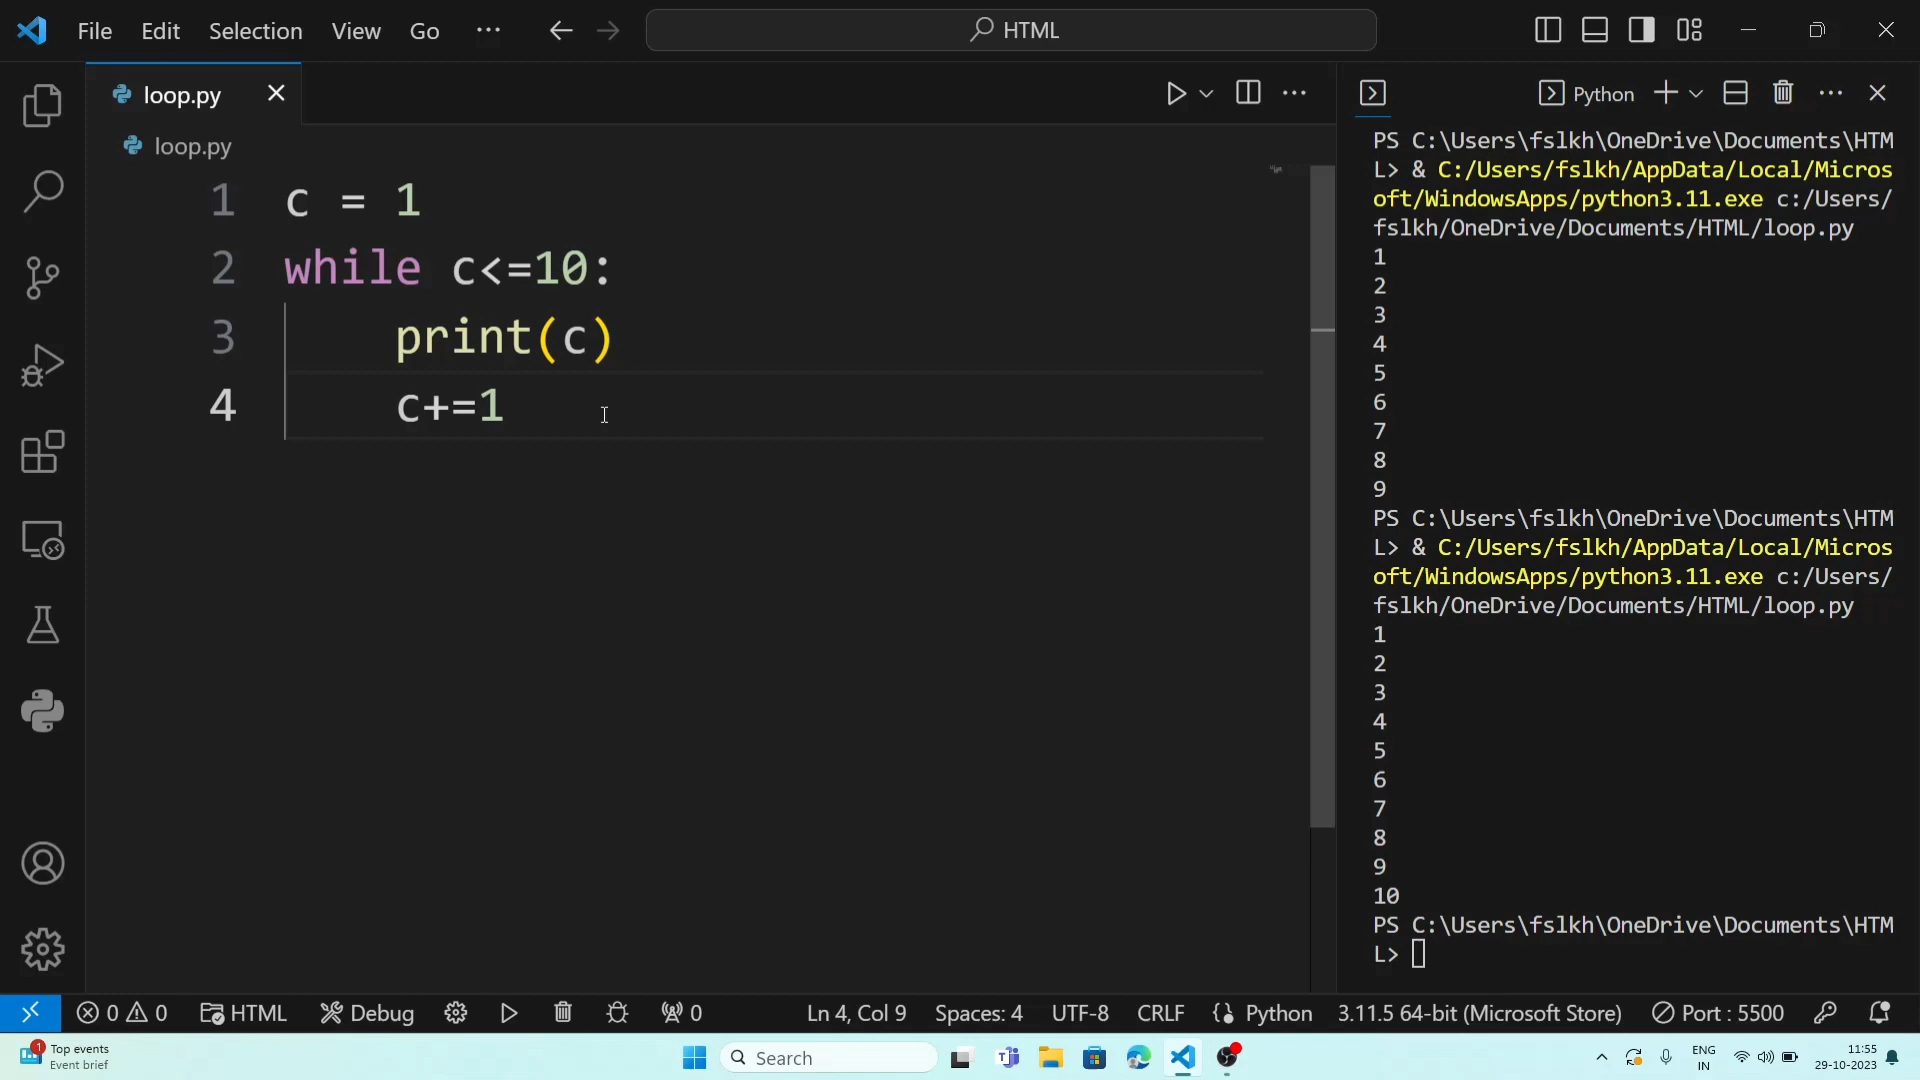 File Edit Selection View Go ··· HTML
loop.py
loop.py
1 c = 1
2 while c<=10:
3 print(c)
4 c+=1
Python
PS C:\Users\fslkh\OneDrive\Documents\HTM
L> & C:/Users/fslkh/AppData/Local/Micros
oft/WindowsApps/python3.11.exe c:/Users/
fslkh/OneDrive/Documents/HTML/loop.py
1
2
3
4
5
6
7
8
9
PS C:\Users\fslkh\OneDrive\Documents\HTM
L> & C:/Users/fslkh/AppData/Local/Micros
oft/WindowsApps/python3.11.exe c:/Users/
fslkh/OneDrive/Documents/HTML/loop.py
1
2
3
4
5
6
7
8
9
10
PS C:\Users\fslkh\OneDrive\Documents\HTM
L>
0 0 HTML Debug 0 Ln 4, Col 9 Spaces: 4 UTF-8 CRLF Python 3.11.5 64-bit (Microsoft Store) Port : 5500
1 Top events
Event brief
Search
ENG
IN
11:55
29-10-2023